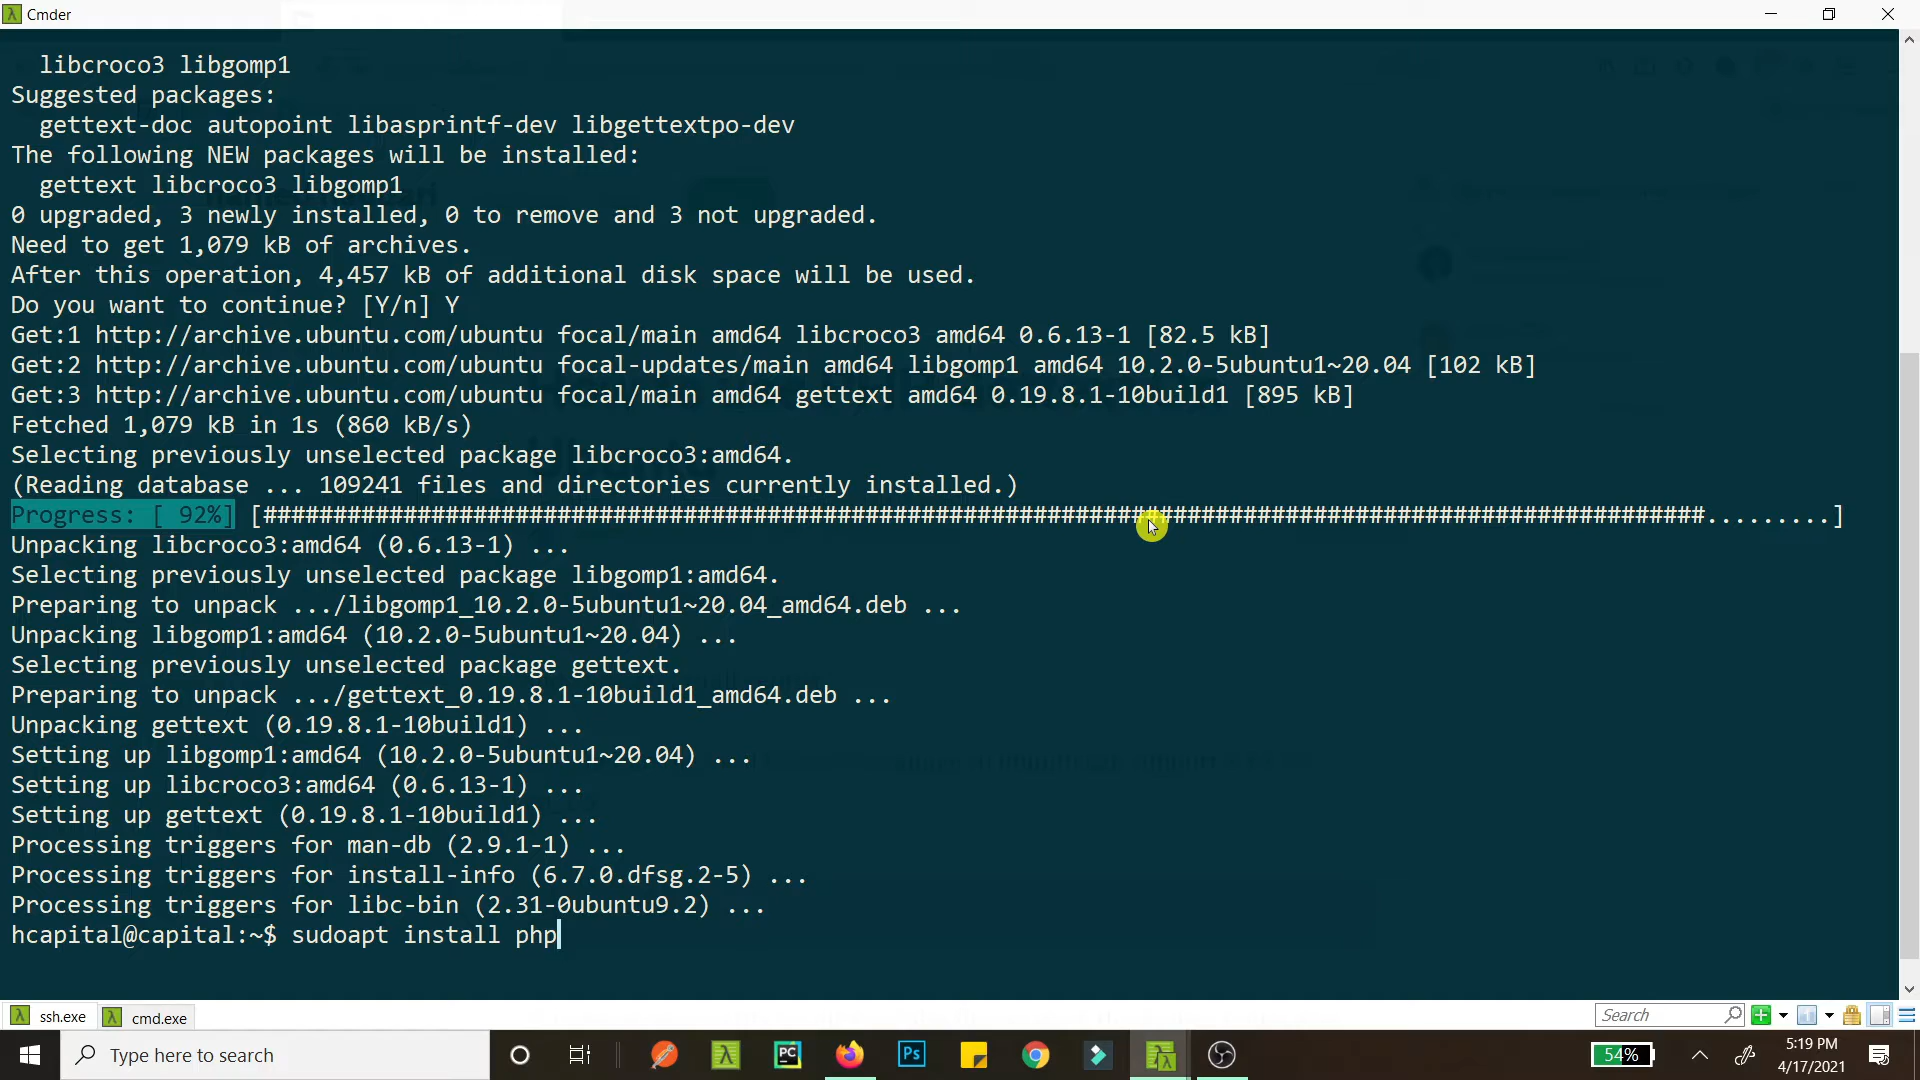 Cmder
libcroco3 libgomp1
Suggested packages:
gettext-doc autopoint libasprintf-dev libgettextpo-dev
The following NEW packages will be installed:
gettext libcroco3 libgomp1
0 upgraded, 3 newly installed, 0 to remove and 3 not upgraded.
Need to get 1,079 kB of archives.
After this operation, 4,457 kB of additional disk space will be used.
Do you want to continue? [Y/n] Y
Get:1 http://archive.ubuntu.com/ubuntu focal/main amd64 libcroco3 amd64 0.6.13-1 [82.5 kB]
Get:2 http://archive.ubuntu.com/ubuntu focal-updates/main amd64 libgomp1 amd64 10.2.0-5ubuntu1~20.04 [102 kB]
Get:3 http://archive.ubuntu.com/ubuntu focal/main amd64 gettext amd64 0.19.8.1-10build1 [895 kB]
Fetched 1,079 kB in 1s (860 kB/s)
Selecting previously unselected package libcroco3:amd64.
(Reading database ... 109241 files and directories currently installed.)
Progress: [ 92%] [#######################################################################################################.........]
Unpacking libcroco3:amd64 (0.6.13-1) ...
Selecting previously unselected package libgomp1:amd64.
Preparing to unpack .../libgomp1_10.2.0-5ubuntu1~20.04_amd64.deb ...
Unpacking libgomp1:amd64 (10.2.0-5ubuntu1~20.04) ...
Selecting previously unselected package gettext.
Preparing to unpack .../gettext_0.19.8.1-10build1_amd64.deb ...
Unpacking gettext (0.19.8.1-10build1) ...
Setting up libgomp1:amd64 (10.2.0-5ubuntu1~20.04) ...
Setting up libcroco3:amd64 (0.6.13-1) ...
Setting up gettext (0.19.8.1-10build1) ...
Processing triggers for man-db (2.9.1-1) ...
Processing triggers for install-info (6.7.0.dfsg.2-5) ...
Processing triggers for libc-bin (2.31-0ubuntu9.2) ...
hcapital@capital:~$ sudoapt install php
ssh.exe
cmd.exe
Search
Type here to search
PC
Ps
54%
5:19 PM
4/17/2021